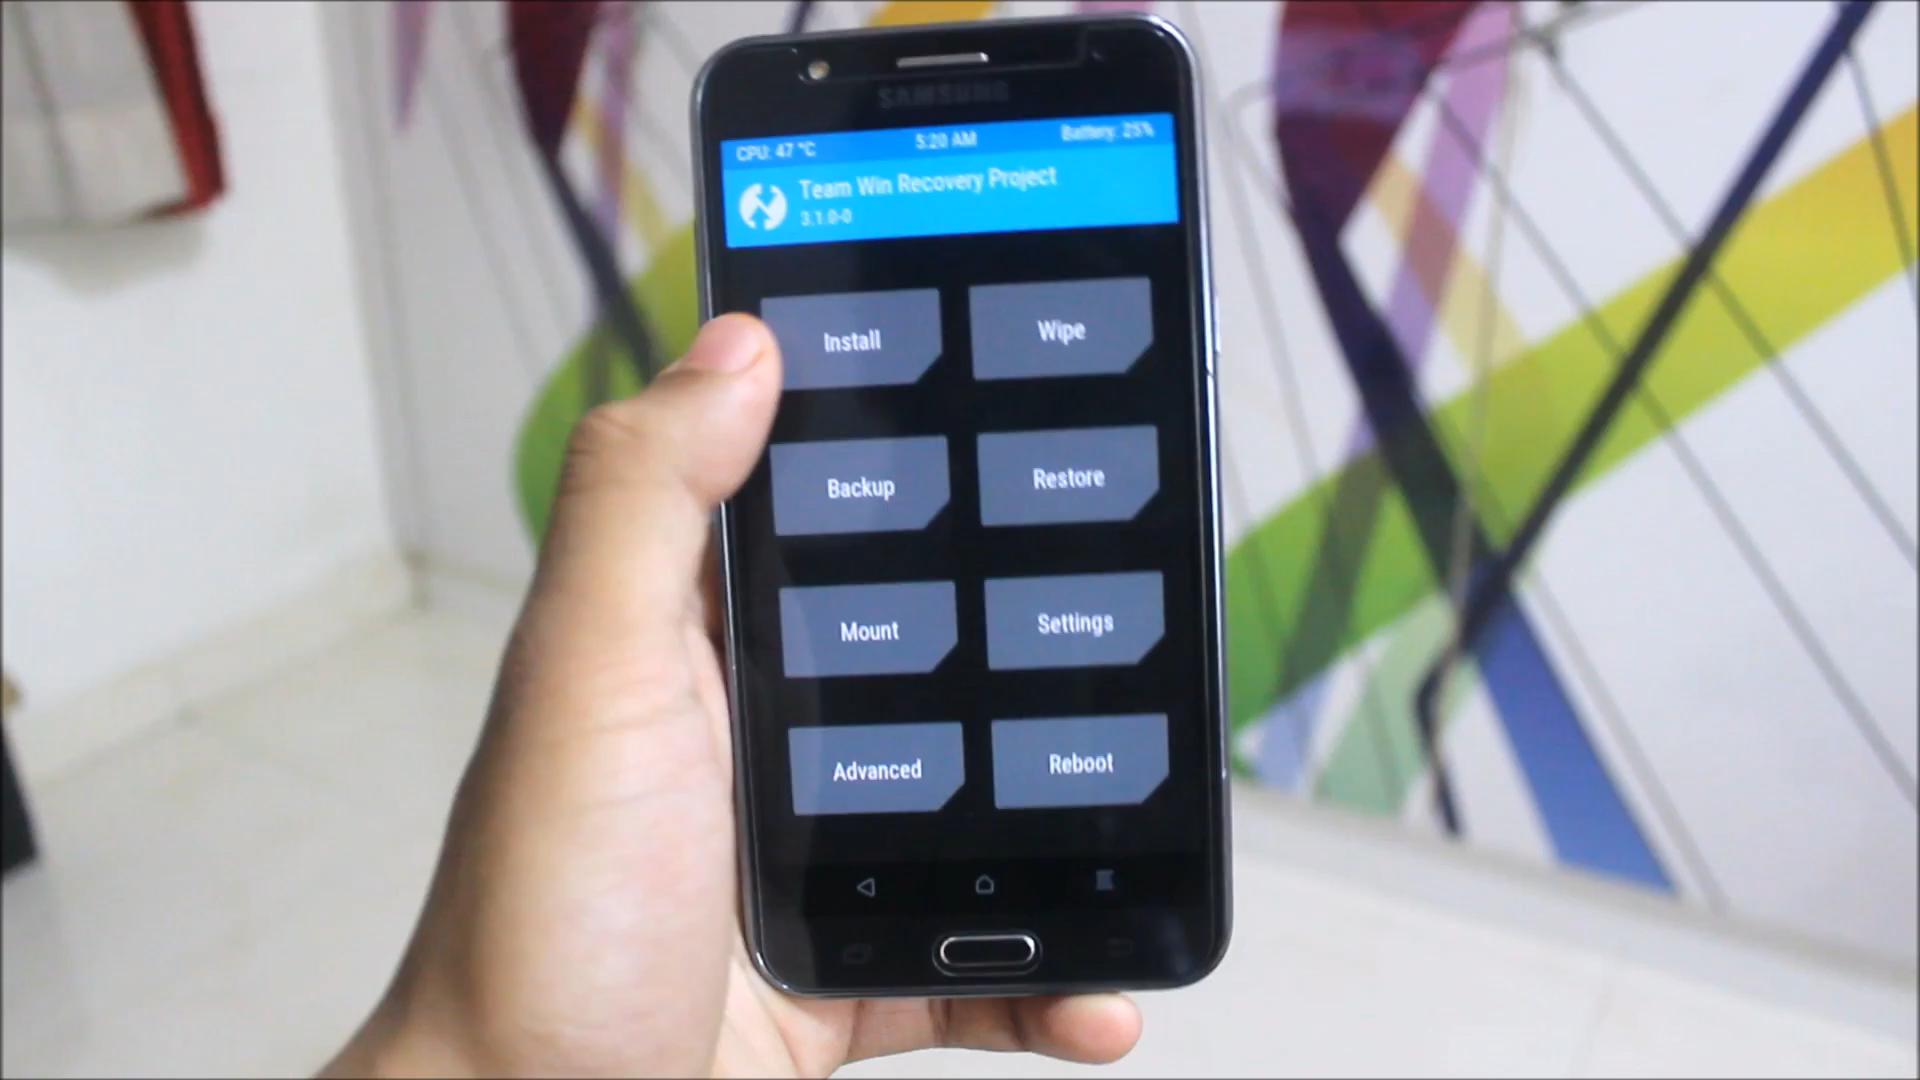 SAMSUNG
CPU: 47 °C 5:20 AM Battery: 25%
Team Win Recovery Project
3.1.0-0
Install Wipe
Backup Restore
Mount Settings
Advanced Reboot